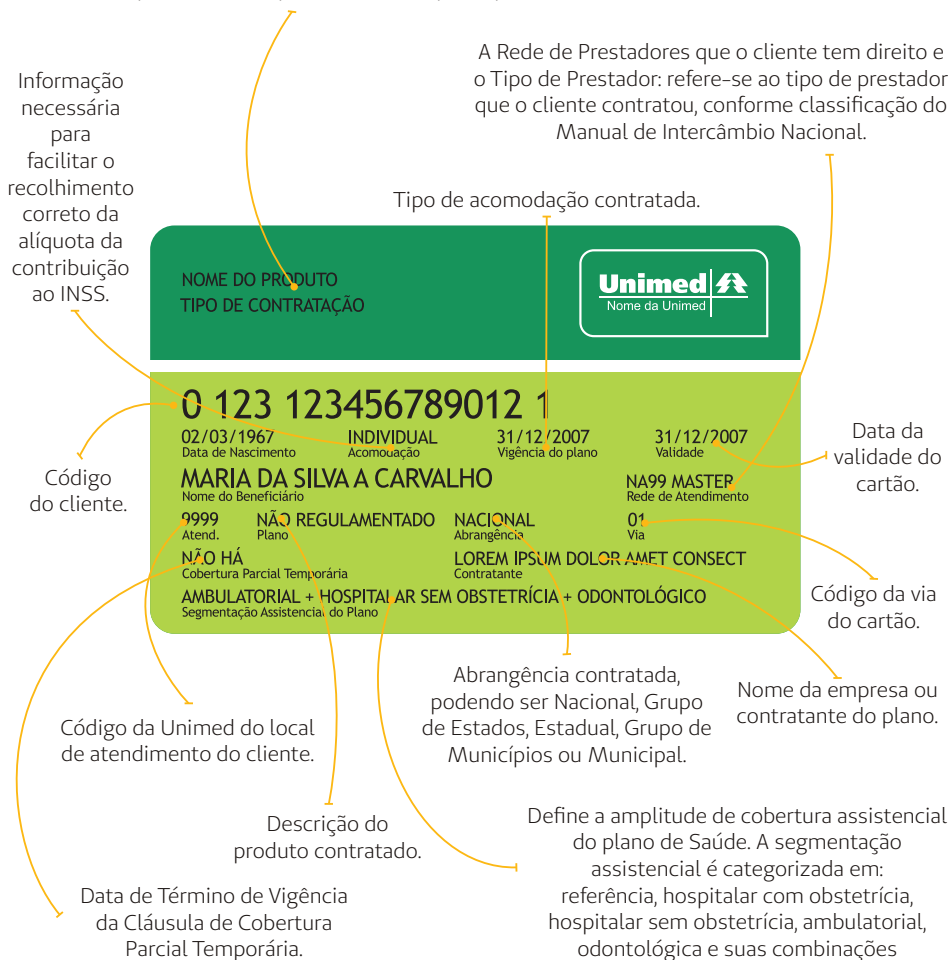 A Rede de Prestadores que o cliente tem direito e
o Tipo de Prestador: refere-se ao tipo de prestador
que o cliente contratou, conforme classificação do
Manual de Intercâmbio Nacional.
Informação
necessária
para
facilitar o
recolhimento
correto da
alíquota da
contribuição
ao INSS.
Tipo de acomodação contratada.
NOME DO PRODUTO
TIPO DE CONTRATAÇÃO
Unimed
Nome da Unimed
0 123 123456789012 1
02/03/1967 INDIVIDUAL 31/12/2007 31/12/2007
Data de Nascimento Acomodação Vigência do plano Validade
MARIA DA SILVA A CARVALHO NA99 MASTER
Nome do Beneficiário Rede de Atendimento
9999 NÃO REGULAMENTADO NACIONAL 01
Atend. Plano Abrangência Via
NÃO HÁ LOREM IPSUM DOLOR AMET CONSECT
Cobertura Parcial Temporária Contratante
AMBULATORIAL + HOSPITALAR SEM OBSTETRÍCIA + ODONTOLÓGICO
Segmentação Assistencial do Plano
Código
do cliente.
Data da
validade do
cartão.
Código da via
do cartão.
Nome da empresa ou
contratante do plano.
Abrangência contratada,
podendo ser Nacional, Grupo
de Estados, Estadual, Grupo de
Municípios ou Municipal.
Código da Unimed do local
de atendimento do cliente.
Descrição do
produto contratado.
Data de Término de Vigência
da Cláusula de Cobertura
Parcial Temporária.
Define a amplitude de cobertura assistencial
do plano de Saúde. A segmentação
assistencial é categorizada em:
referência, hospitalar com obstetrícia,
hospitalar sem obstetrícia, ambulatorial,
odontológica e suas combinações